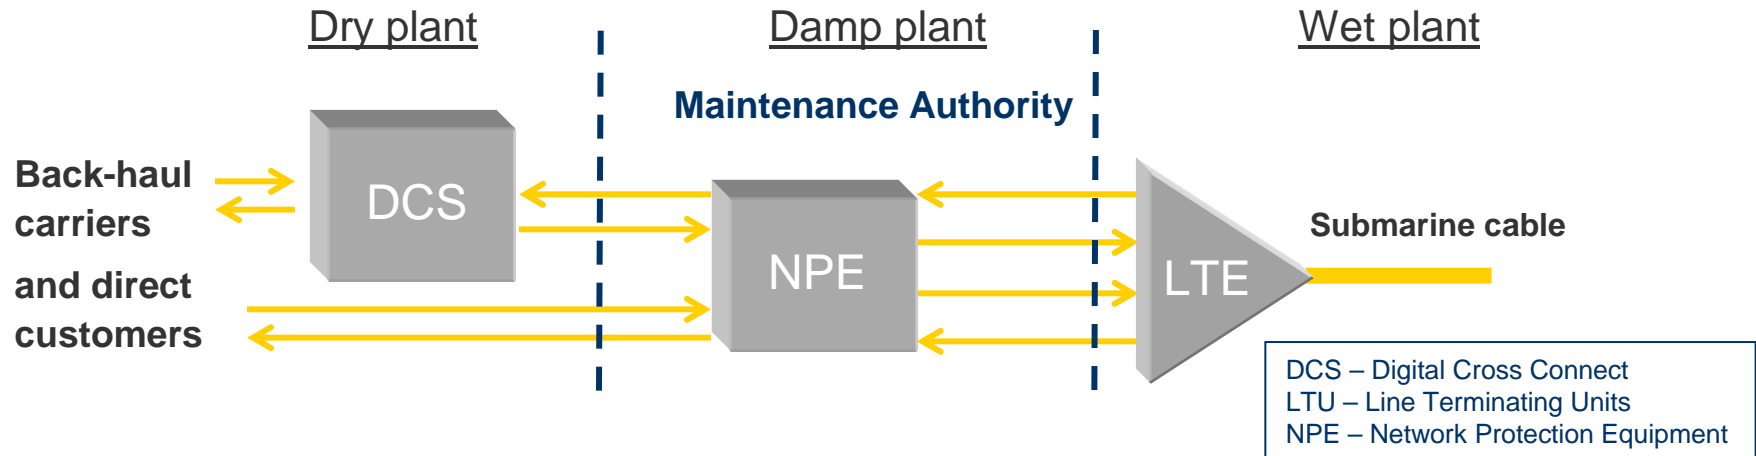 Dry plant
Damp plant
Wet plant
Maintenance Authority
Back-haul
carriers
and direct
customers
DCS
NPE
LTE
Submarine cable
DCS – Digital Cross Connect
LTU – Line Terminating Units
NPE – Network Protection Equipment